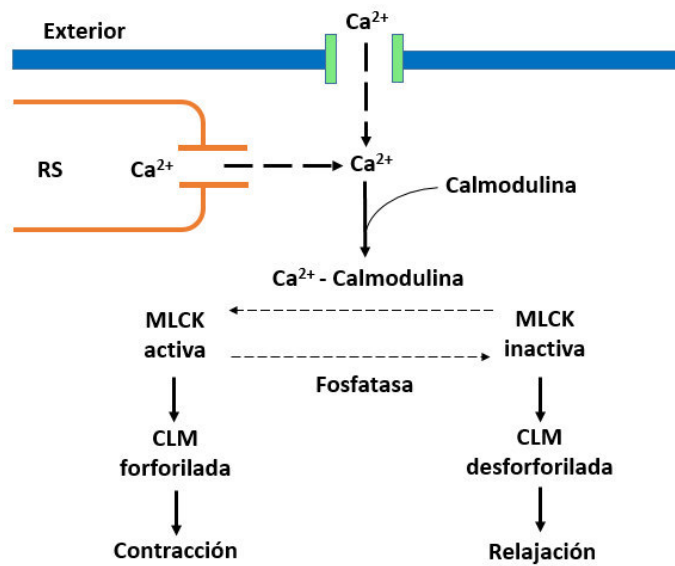 Ca²⁺
Exterior
RS
Ca²⁺
Ca²⁺
Calmodulina
Ca²⁺ - Calmodulina
MLCK
activa
MLCK
inactiva
Fosfatasa
CLM
forforilada
CLM
desforforilada
Contracción
Relajación